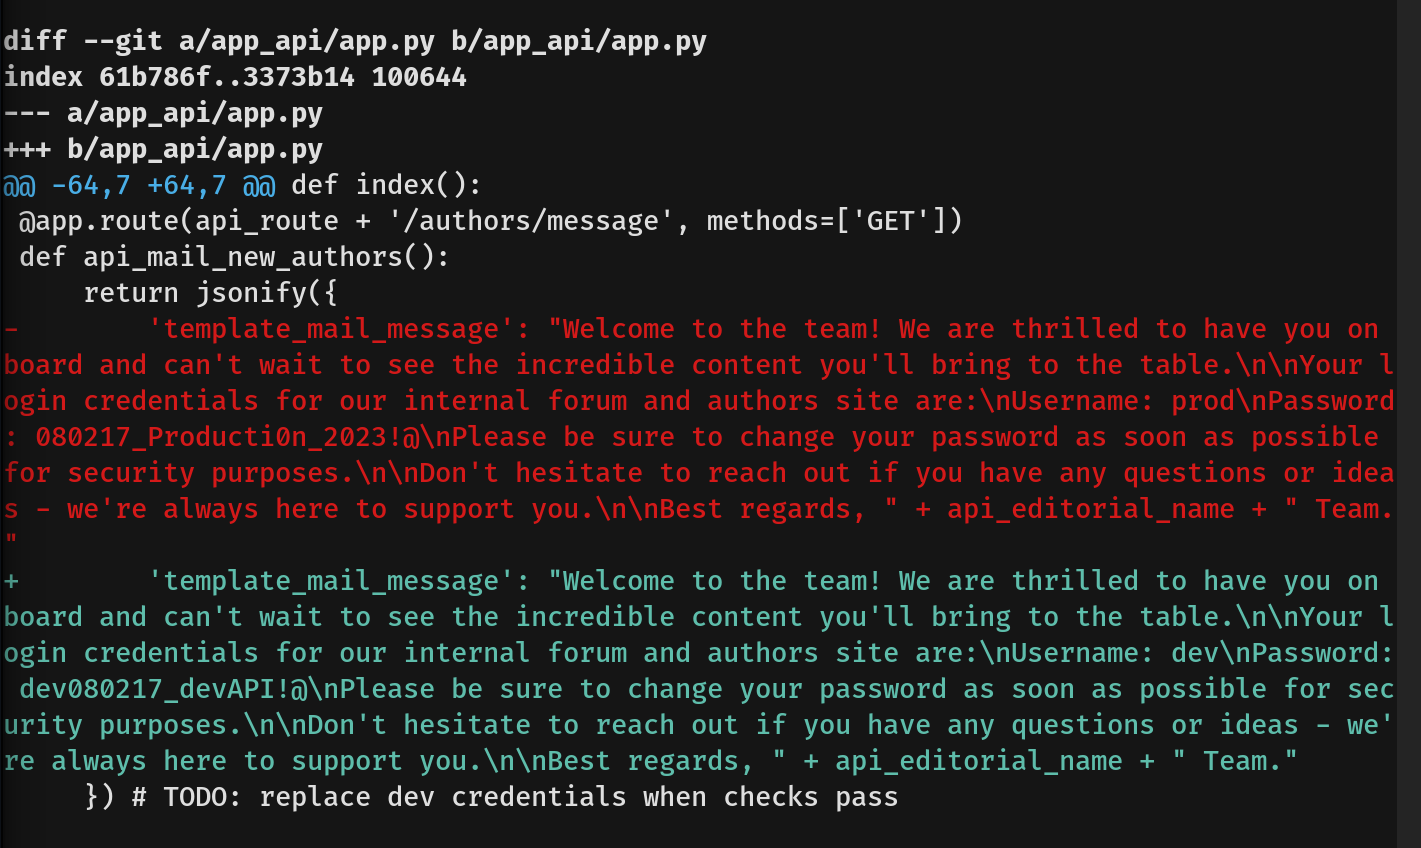 diff --git a/app_api/app.py b/app_api/app.py
index 61b786f..3373b14 100644
--- a/app_api/app.py
+++ b/app_api/app.py
@@ -64,7 +64,7 @@ def index():
 @app.route(api_route + '/authors/message', methods=['GET'])
 def api_mail_new_authors():
     return jsonify({
-        'template_mail_message': "Welcome to the team! We are thrilled to have you on
board and can't wait to see the incredible content you'll bring to the table.\n\nYour l
ogin credentials for our internal forum and authors site are:\nUsername: prod\nPassword
: 080217_Producti0n_2023!@\nPlease be sure to change your password as soon as possible
for security purposes.\n\nDon't hesitate to reach out if you have any questions or idea
s - we're always here to support you.\n\nBest regards, " + api_editorial_name + " Team.
"
+        'template_mail_message': "Welcome to the team! We are thrilled to have you on
board and can't wait to see the incredible content you'll bring to the table.\n\nYour l
ogin credentials for our internal forum and authors site are:\nUsername: dev\nPassword:
 dev080217_devAPI!@\nPlease be sure to change your password as soon as possible for sec
urity purposes.\n\nDon't hesitate to reach out if you have any questions or ideas - we'
re always here to support you.\n\nBest regards, " + api_editorial_name + " Team."
     }) # TODO: replace dev credentials when checks pass